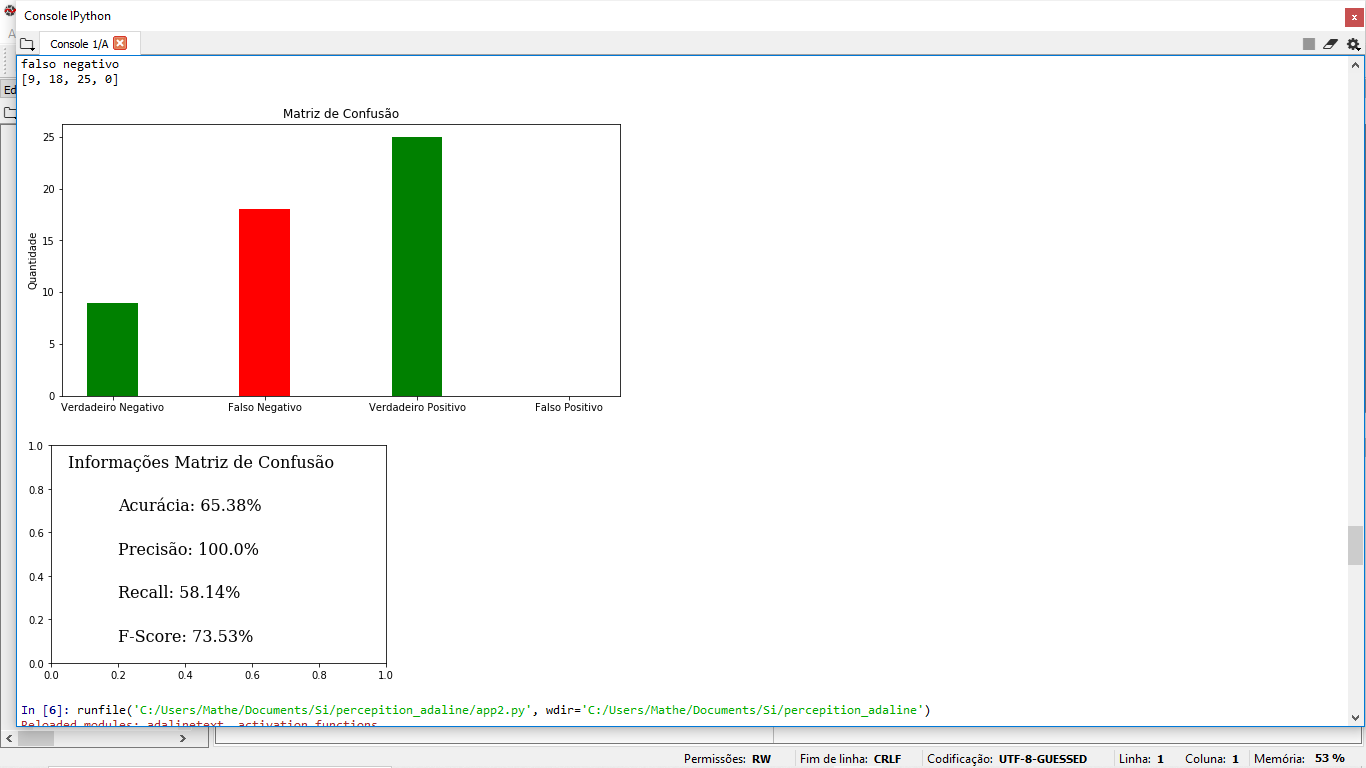 Console IPython
Console 1/A
falso negativo
[9, 18, 25, 0]
Matriz de Confusão
25
20
15
10
5
0
Quantidade
Verdadeiro Negativo Falso Negativo Verdadeiro Positivo Falso Positivo
1.0
0.8
0.6
0.4
0.2
0.0
Informações Matriz de Confusão
Acurácia: 65.38%
Precisão: 100.0%
Recall: 58.14%
F-Score: 73.53%
0.0 0.2 0.4 0.6 0.8 1.0
In [6]: runfile('C:/Users/Mathe/Documents/Si/percepition_adaline/app2.py', wdir='C:/Users/Mathe/Documents/Si/percepition_adaline')
Reloaded modules: adalinetext, activation_functions
Ed
Permissões: RW Fim de linha: CRLF Codificação: UTF-8-GUESSED Linha: 1 Coluna: 1 Memória: 53 %